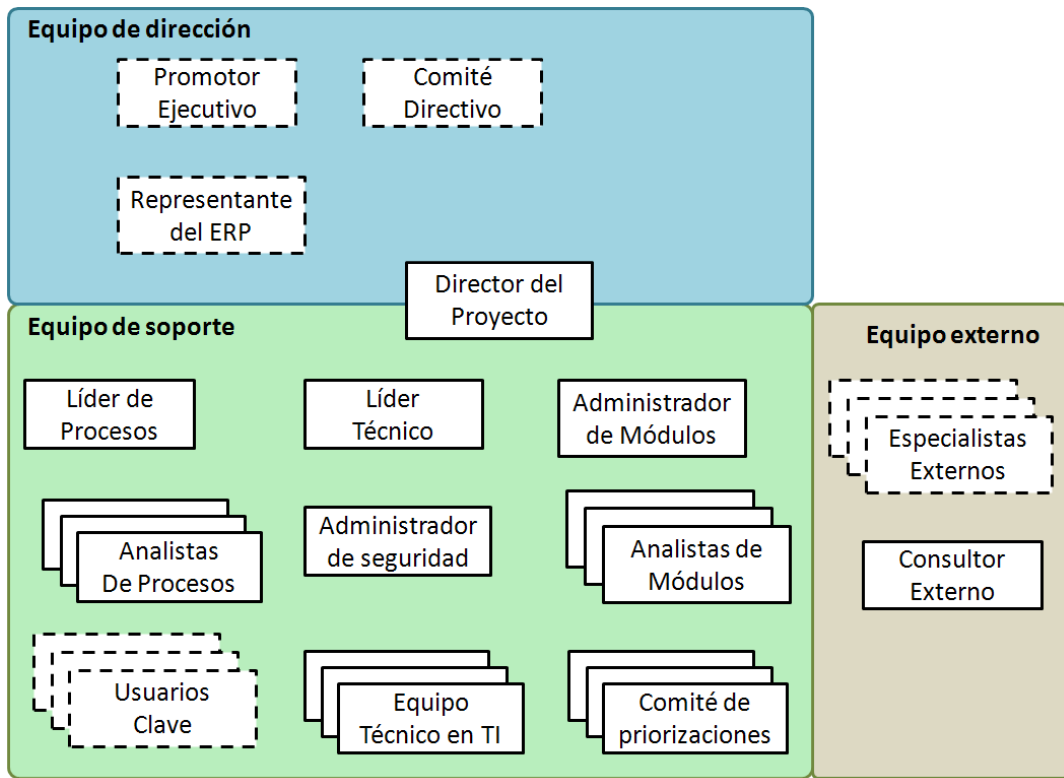 Equipo de dirección
Promotor
Ejecutivo
Comité
Directivo
Representante
del ERP
Director del
Proyecto
Equipo de soporte
Líder de
Procesos
Líder
Técnico
Administrador
de Módulos
Analistas
De Procesos
Administrador
de seguridad
Analistas de
Módulos
Usuarios
Clave
Equipo
Técnico en TI
Comité de
priorizaciones
Equipo externo
Especialistas
Externos
Consultor
Externo